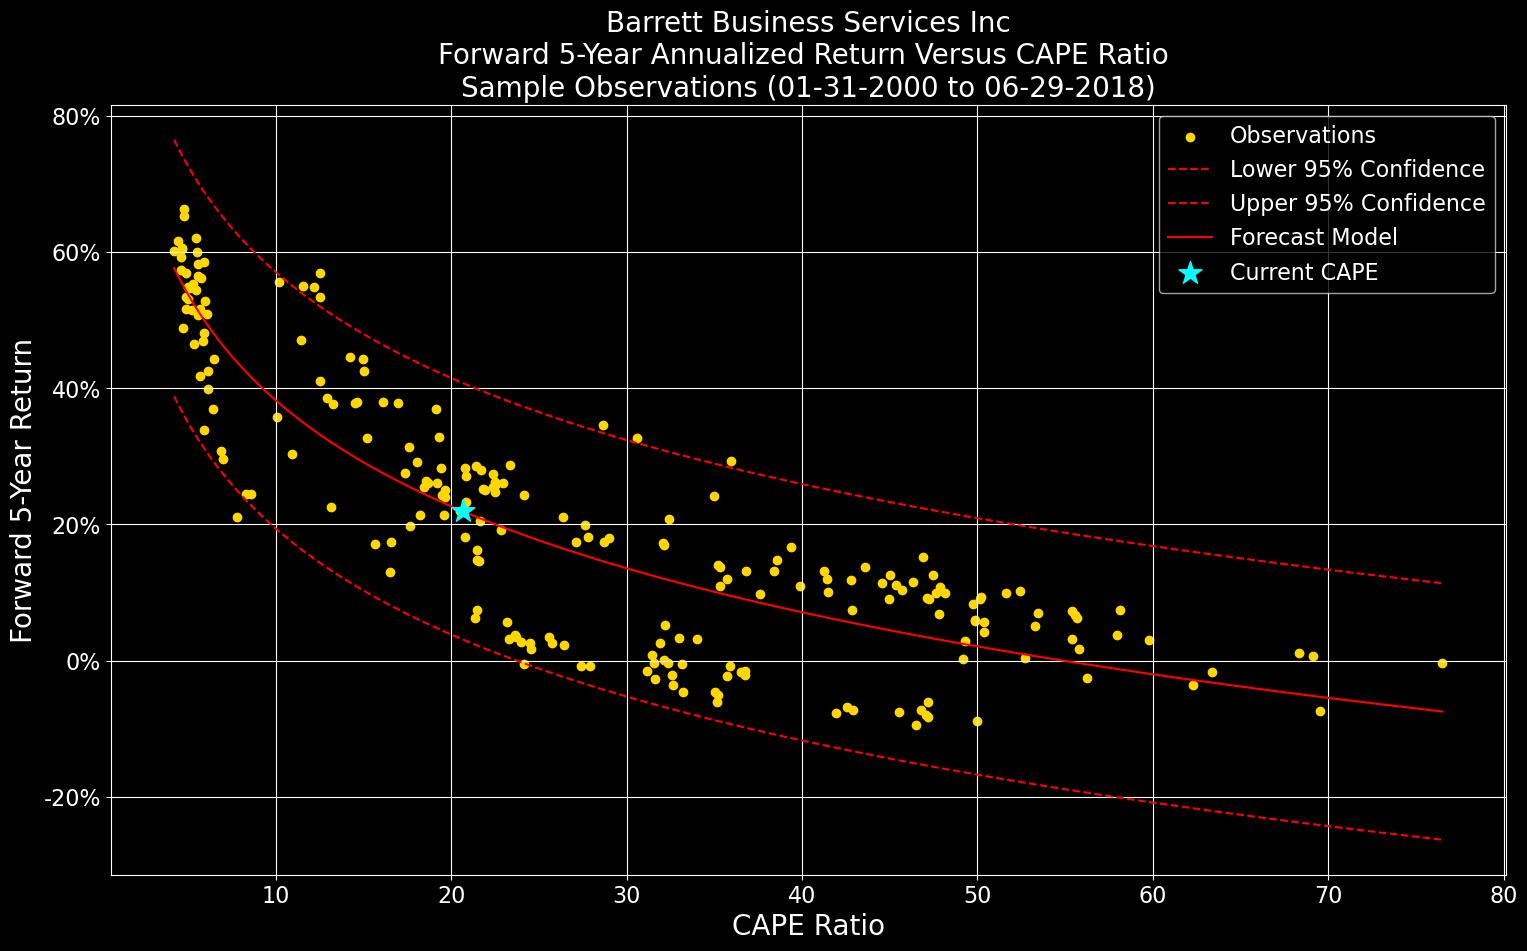 Barrett Business Services Inc
Forward 5-Year Annualized Return Versus CAPE Ratio
Sample Observations (01-31-2000 to 06-29-2018)
Observations
Lower 95% Confidence
Upper 95% Confidence
Forecast Model
Current CAPE
Forward 5-Year Return
80%
60%
40%
20%
0%
-20%
10 20 30 40 50 60 70 80
CAPE Ratio